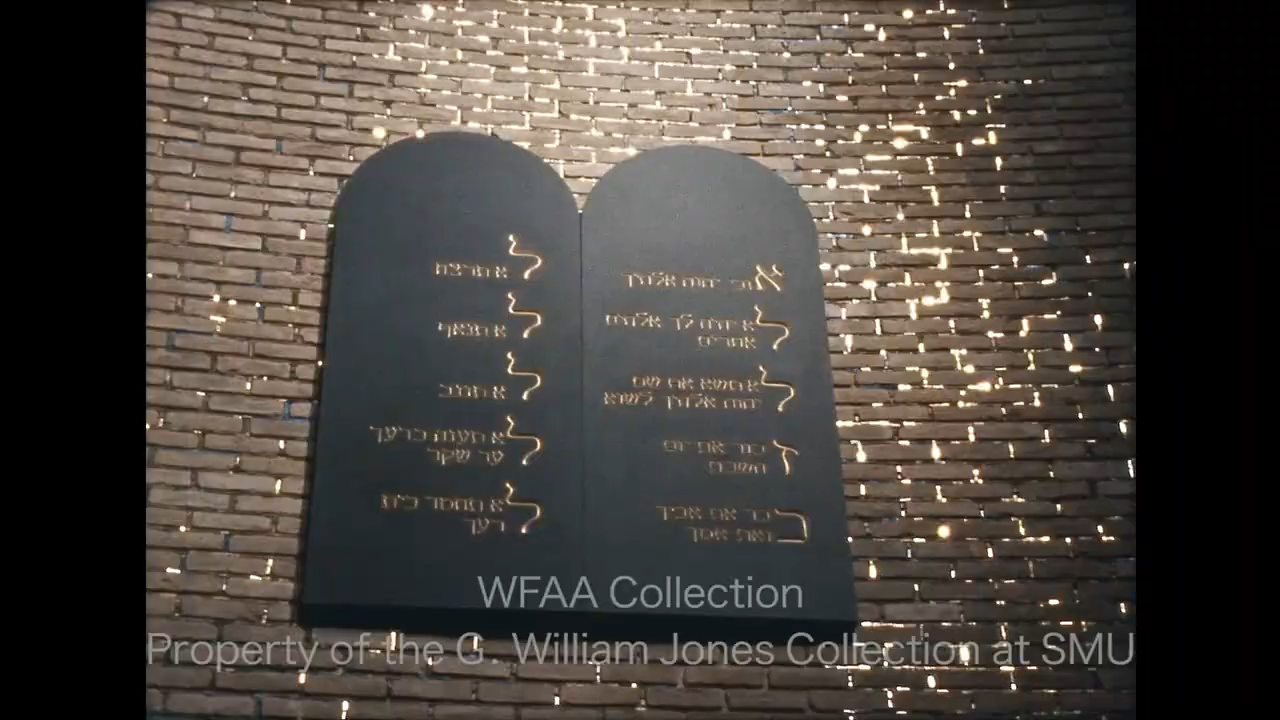 אנכי יהוה אלהיך
לא יהיה לך אלהים
אחרים
לא תשא את שם
יהוה אלהיך לשוא
זכור את יום
השבת
כבד את אביך
ואת אמך
לא תרצח
לא תנאף
לא תגנב
לא תענה ברעך
עד שקר
לא תחמד בית
רעך
WFAA Collection
Property of the G. William Jones Collection at SMU